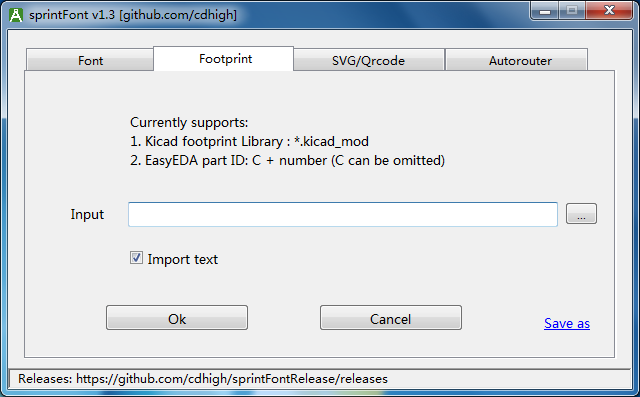 sprintFont v1.3 [github.com/cdhigh]
Font Footprint SVG/Qrcode Autorouter
Currently supports:
1. Kicad footprint Library : *.kicad_mod
2. EasyEDA part ID: C + number (C can be omitted)
Input ...
Import text
Ok Cancel Save as
Releases: https://github.com/cdhigh/sprintFontRelease/releases